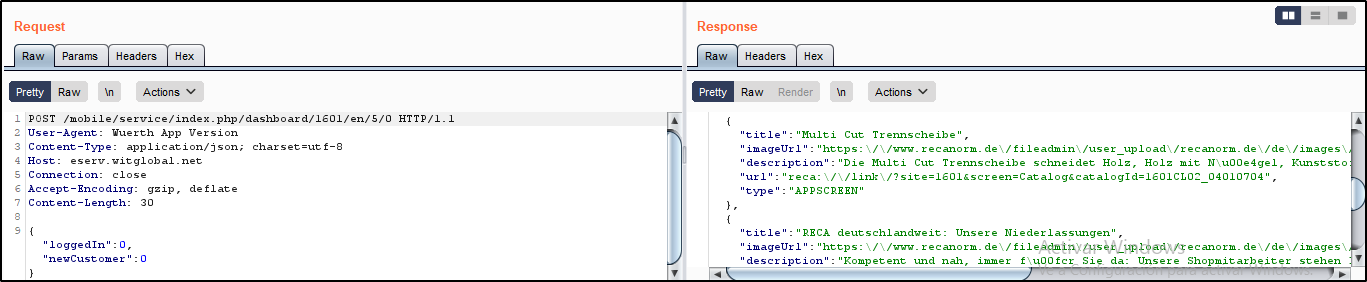 Request
Raw Params Headers Hex
Pretty Raw \n Actions
1 POST /mobile/service/index.php/dashboard/1601/en/5/0 HTTP/1.1
2 User-Agent: Wuerth App Version
3 Content-Type: application/json; charset=utf-8
4 Host: eserv.witglobal.net
5 Connection: close
6 Accept-Encoding: gzip, deflate
7 Content-Length: 30
8
9 {
"loggedIn":0,
"newCustomer":0
}
Response
Raw Headers Hex
Pretty Raw Render \n Actions
{
"title":"Multi Cut Trennscheibe",
"imageUrl":"https:\/\/www.recanorm.de\/fileadmin\/user_upload\/recanorm.de\/de\/images\/
"description":"Die Multi Cut Trennscheibe schneidet Holz, Holz mit N\u00e4gel, Kunststof
"url":"reca:\/\/link\/?site=1601&screen=Catalog&catalogId=1601CL02_04010704",
"type":"APPSCREEN"
},
{
"title":"RECA deutschlandweit: Unsere Niederlassungen",
"imageUrl":"https:\/\/www.recanorm.de\/fileadmin\/user_upload\/recanorm.de\/de\/images\/
"description":"Kompetent und nah, immer f\u00fcr Sie da: Unsere Shopmitarbeiter stehen
Activar Windows
Ve a Configuración para activar Windows.